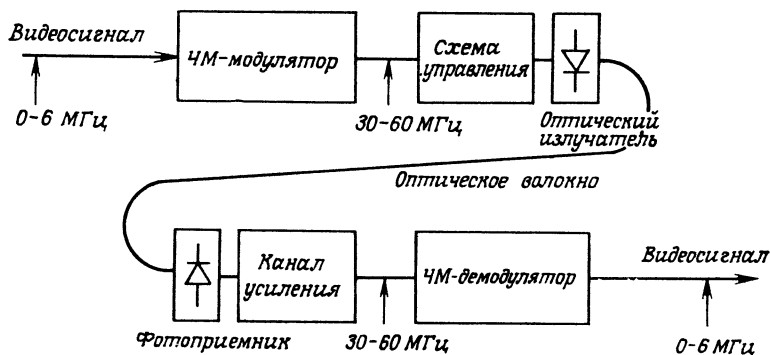 Видеосигнал
0-6 МГц
ЧМ-модулятор
30-60 МГц
Схема
управления
Оптический
излучатель
Оптическое волокно
Фотоприемник
Канал
усиления
30-60 МГц
ЧМ-демодулятор
Видеосигнал
0-6 МГц